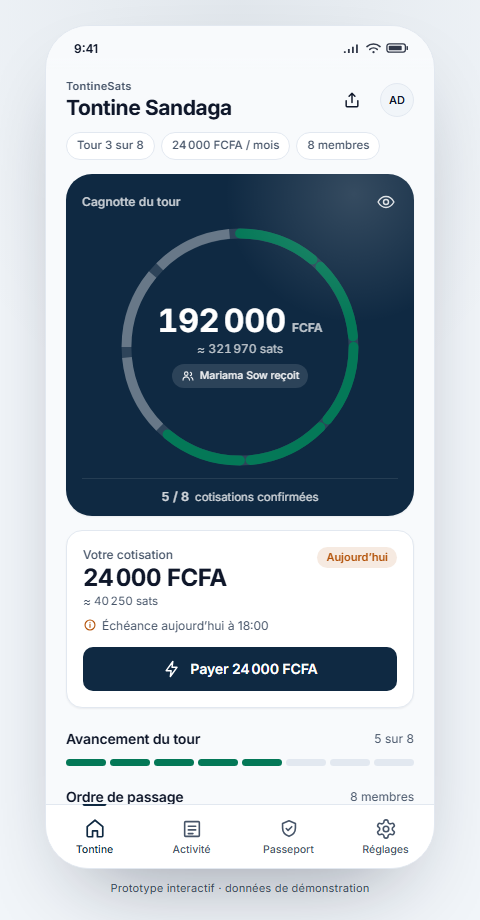 9:41
TontineSats
Tontine Sandaga
AD
Tour 3 sur 8
24 000 FCFA / mois
8 membres
Cagnotte du tour
192 000 FCFA
≈ 321 970 sats
Mariama Sow reçoit
5 / 8 cotisations confirmées
Votre cotisation
Aujourd’hui
24 000 FCFA
≈ 40 250 sats
Échéance aujourd’hui à 18:00
Payer 24 000 FCFA
Avancement du tour
5 sur 8
Ordre de passage
8 membres
Tontine
Activité
Passeport
Réglages
Prototype interactif · données de démonstration